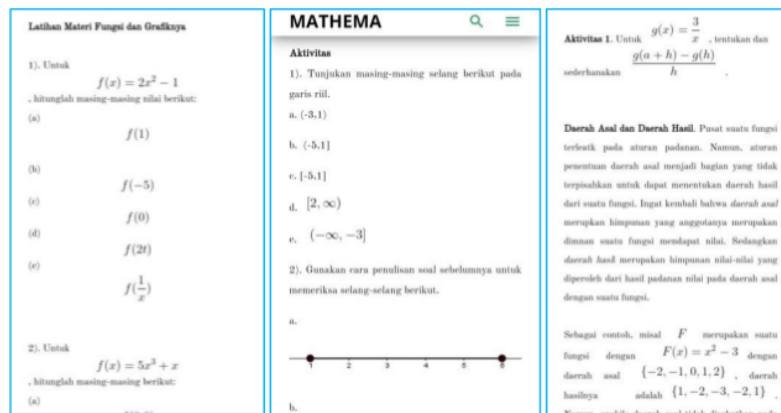 Latihan Materi Fungsi dan Grafiknya
1). Untuk
f(x) = 2x² − 1
, hitunglah masing-masing nilai berikut:
(a)
f(1)
(b)
f(−5)
(c)
f(0)
(d)
f(2t)
(e)
f(1/x)
2). Untuk
f(x) = 5x³ + x
, hitunglah masing-masing berikut:
(a)
MATHEMA
Aktivitas
1). Tunjukan masing-masing selang berikut pada
garis riil.
a. (-3,1)
b. (-5,1]
c. [-5,1]
d. [2, ∞)
e. (−∞, −3]
2). Gunakan cara penulisan soal sebelumnya untuk
memeriksa selang-selang berikut.
a.
1 2 3 4 5 6
b.
Aktivitas 1. Untuk g(x) = 3/x , tentukan dan
sederhanakan (g(a + h) − g(h))/h .
Daerah Asal dan Daerah Hasil. Pusat suatu fungsi
terleatk pada aturan padanan. Namun, aturan
penentuan daerah asal menjadi bagian yang tidak
terpisahkan untuk dapat menentukan daerah hasil
dari suatu fungsi. Ingat kembali bahwa daerah asal
merupkan himpunan yang anggotanya merupakan
dimnan suatu fungsi mendapat nilai. Sedangkan
daerah hasil merupakan himpunan nilai-nilai yang
diperoleh dari hasil padanan nilai pada daerah asal
dengan suatu fungsi.
Sebagai contoh, misal F merupakan suatu
fungsi dengan F(x) = x² − 3 dengan
daerah asal {−2, −1, 0, 1, 2} , daerah
hasilnya adalah {1, −2, −3, −2, 1} .